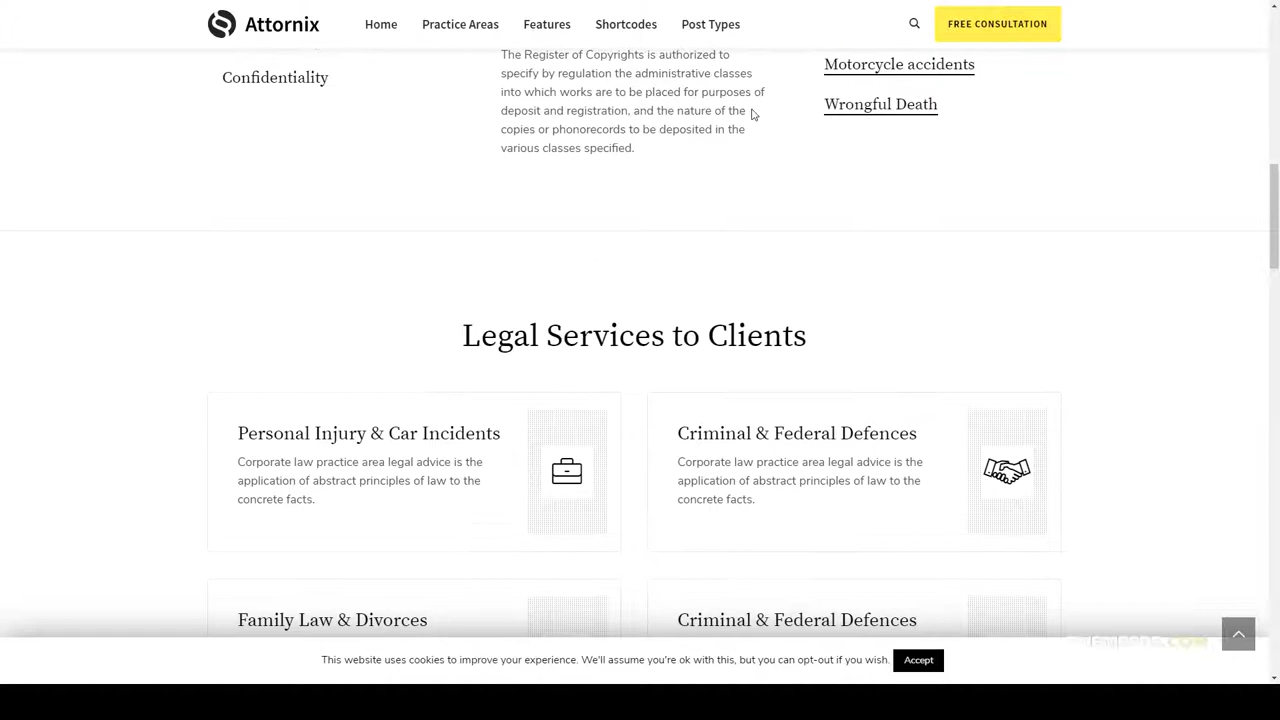 Attornix
Home
Practice Areas
Features
Shortcodes
Post Types
FREE CONSULTATION
Confidentiality
The Register of Copyrights is authorized to
specify by regulation the administrative classes
into which works are to be placed for purposes of
deposit and registration, and the nature of the
copies or phonorecords to be deposited in the
various classes specified.
Motorcycle accidents
Wrongful Death
Legal Services to Clients
Personal Injury & Car Incidents
Corporate law practice area legal advice is the
application of abstract principles of law to the
concrete facts.
Criminal & Federal Defences
Corporate law practice area legal advice is the
application of abstract principles of law to the
concrete facts.
Family Law & Divorces
Criminal & Federal Defences
This website uses cookies to improve your experience. We'll assume you're ok with this, but you can opt-out if you wish.
Accept